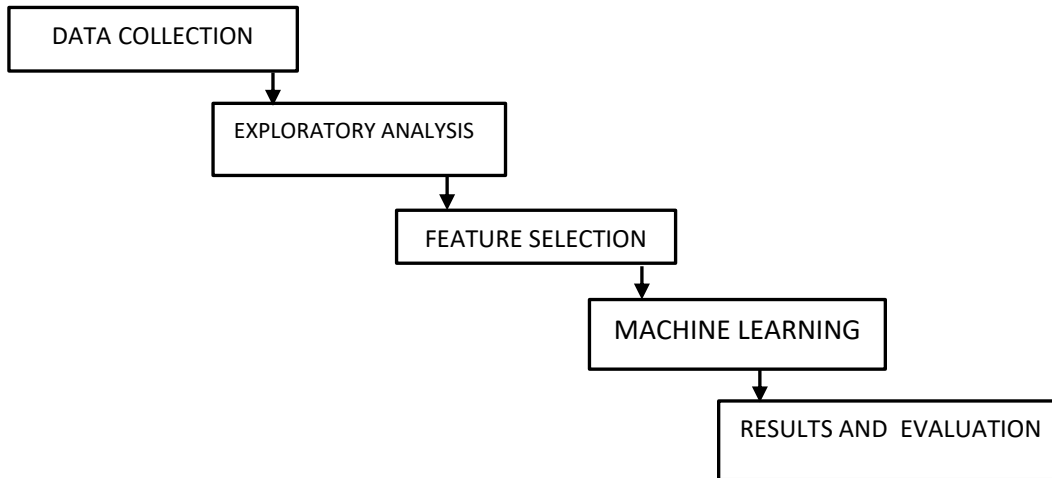 DATA COLLECTION
EXPLORATORY ANALYSIS
FEATURE SELECTION
MACHINE LEARNING
RESULTS AND EVALUATION